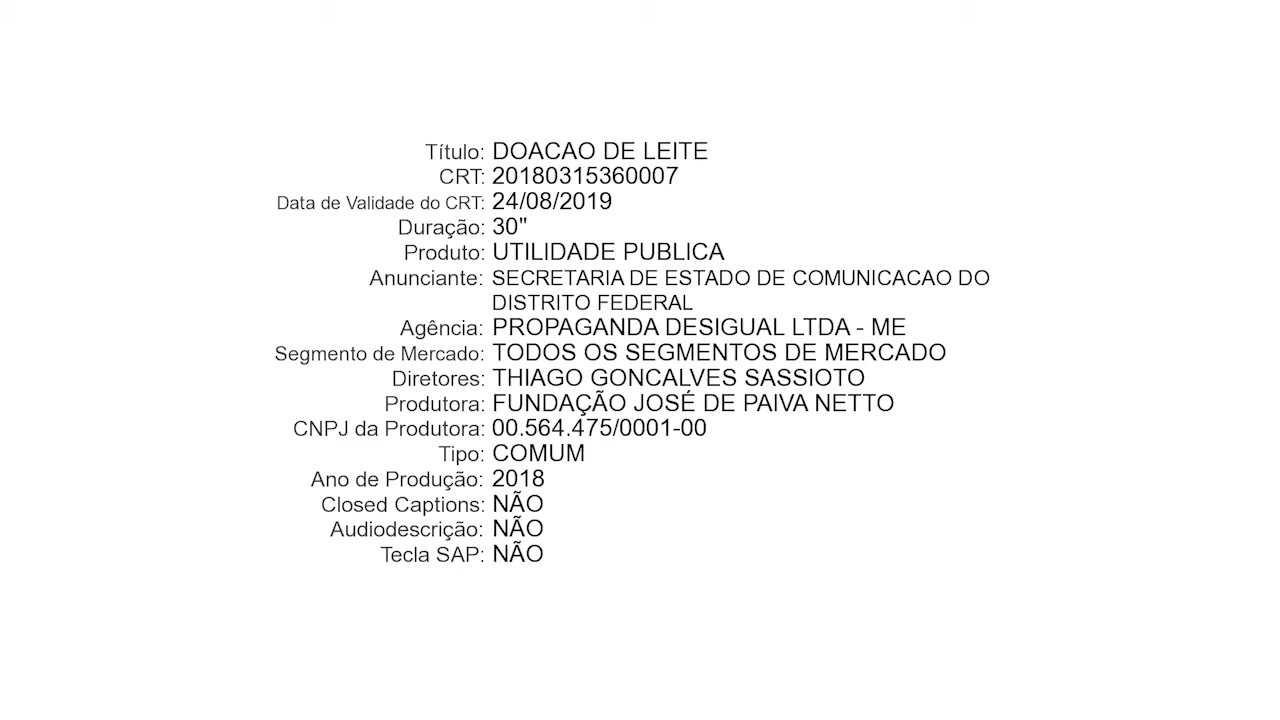 Título: DOACAO DE LEITE
CRT: 20180315360007
Data de Validade do CRT: 24/08/2019
Duração: 30"
Produto: UTILIDADE PUBLICA
Anunciante: SECRETARIA DE ESTADO DE COMUNICACAO DO
DISTRITO FEDERAL
Agência: PROPAGANDA DESIGUAL LTDA - ME
Segmento de Mercado: TODOS OS SEGMENTOS DE MERCADO
Diretores: THIAGO GONCALVES SASSIOTO
Produtora: FUNDAÇÃO JOSÉ DE PAIVA NETTO
CNPJ da Produtora: 00.564.475/0001-00
Tipo: COMUM
Ano de Produção: 2018
Closed Captions: NÃO
Audiodescrição: NÃO
Tecla SAP: NÃO